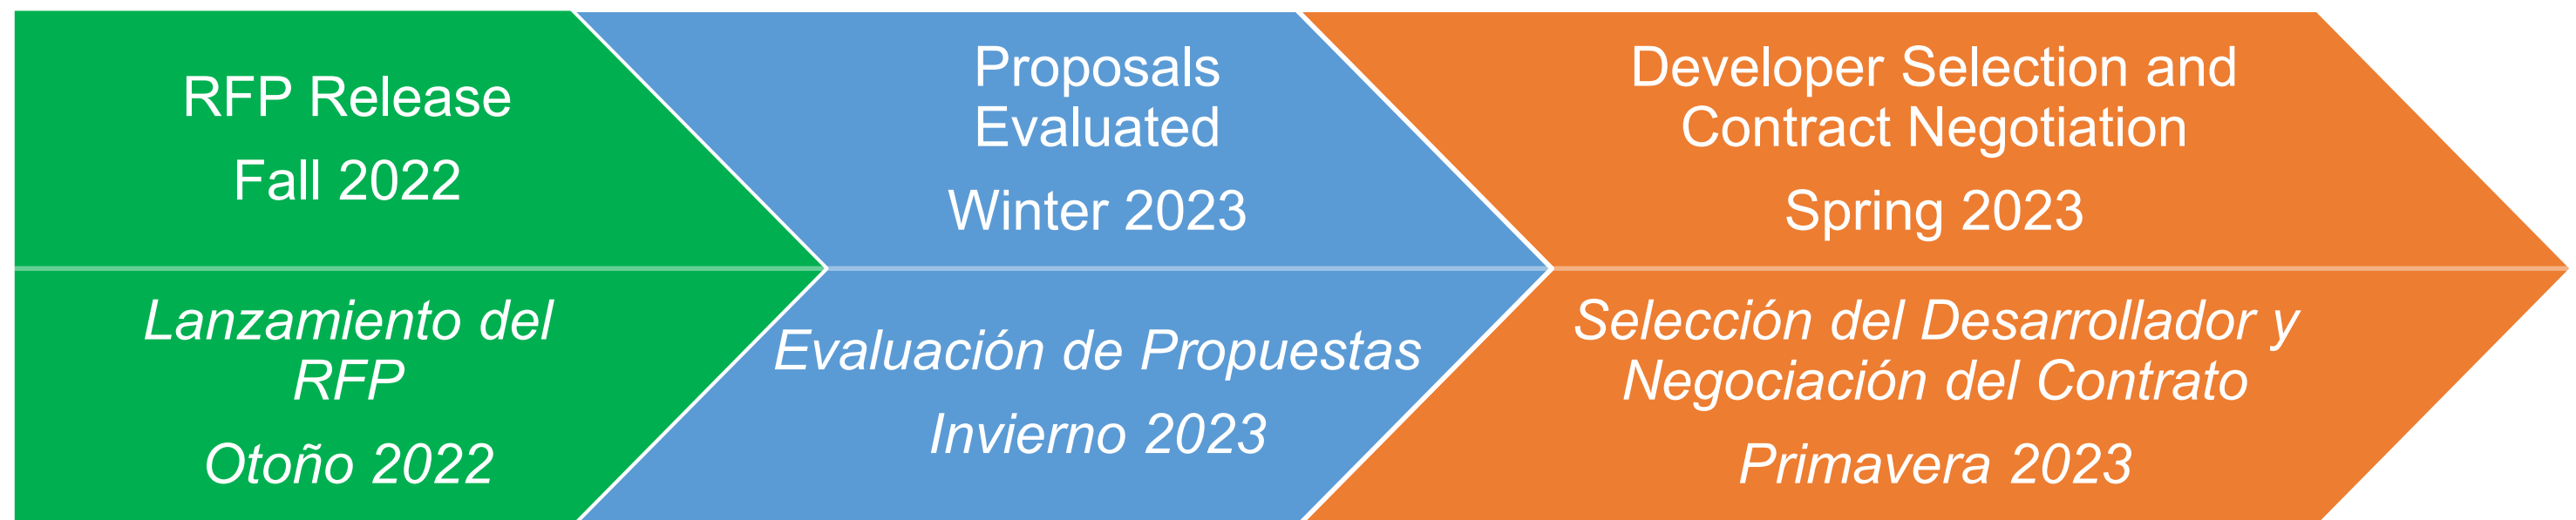 RFP Release
Fall 2022
Lanzamiento del
RFP
Otoño 2022
Proposals
Evaluated
Winter 2023
Evaluación de Propuestas
Invierno 2023
Developer Selection and
Contract Negotiation
Spring 2023
Selección del Desarrollador y
Negociación del Contrato
Primavera 2023